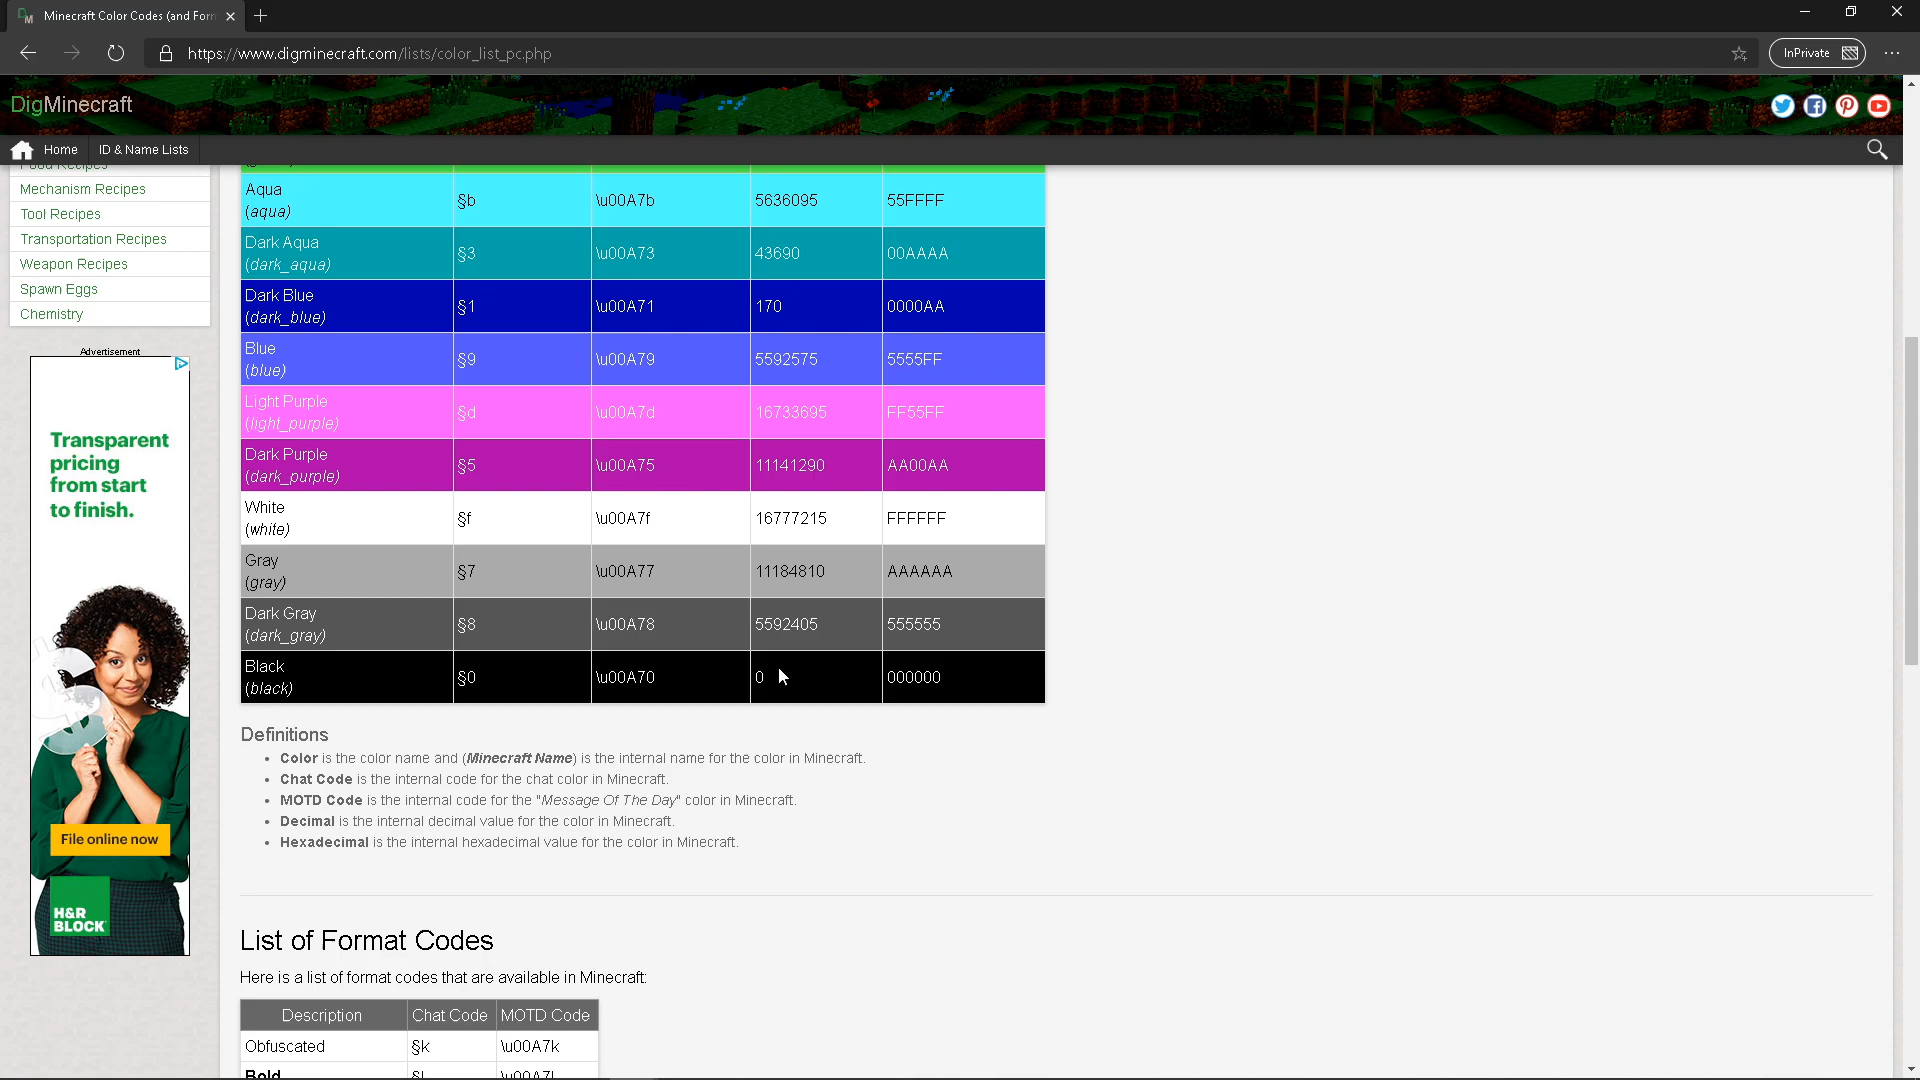 Minecraft Color Codes (and Forn
https://www.digminecraft.com/lists/color_list_pc.php
InPrivate
DigMinecraft
Home
ID & Name Lists
Food Recipes
Mechanism Recipes
Tool Recipes
Transportation Recipes
Weapon Recipes
Spawn Eggs
Chemistry
Advertisement
Transparent
pricing
from start
to finish.
File online now
H&R
BLOCK
Aqua
(aqua)
§b
\u00A7b
5636095
55FFFF
Dark Aqua
(dark_aqua)
§3
\u00A73
43690
00AAAA
Dark Blue
(dark_blue)
§1
\u00A71
170
0000AA
Blue
(blue)
§9
\u00A79
5592575
5555FF
Light Purple
(light_purple)
§d
\u00A7d
16733695
FF55FF
Dark Purple
(dark_purple)
§5
\u00A75
11141290
AA00AA
White
(white)
§f
\u00A7f
16777215
FFFFFF
Gray
(gray)
§7
\u00A77
11184810
AAAAAA
Dark Gray
(dark_gray)
§8
\u00A78
5592405
555555
Black
(black)
§0
\u00A70
0
000000
Definitions
• Color is the color name and (Minecraft Name) is the internal name for the color in Minecraft.
• Chat Code is the internal code for the chat color in Minecraft.
• MOTD Code is the internal code for the "Message Of The Day" color in Minecraft.
• Decimal is the internal decimal value for the color in Minecraft.
• Hexadecimal is the internal hexadecimal value for the color in Minecraft.
List of Format Codes
Here is a list of format codes that are available in Minecraft:
Description
Chat Code
MOTD Code
Obfuscated
§k
\u00A7k
Bold
§l
\u00A7l